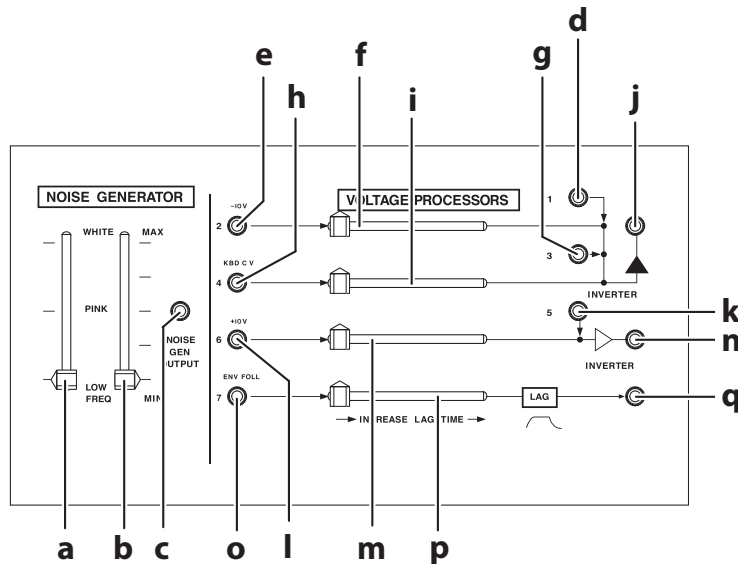 d
e
f
g
h
i
j
NOISE GENERATOR
VOLTAGE PROCESSORS
−10V
1
2
WHITE
MAX
3
KBD C V
4
INVERTER
PINK
+10V
5
k
6
n
NOISE
GEN
OUTPUT
INVERTER
ENV FOLL
LOW
FREQ
MIN
7
LAG
q
INCREASE LAG TIME
a
b
c
o
l
m
p